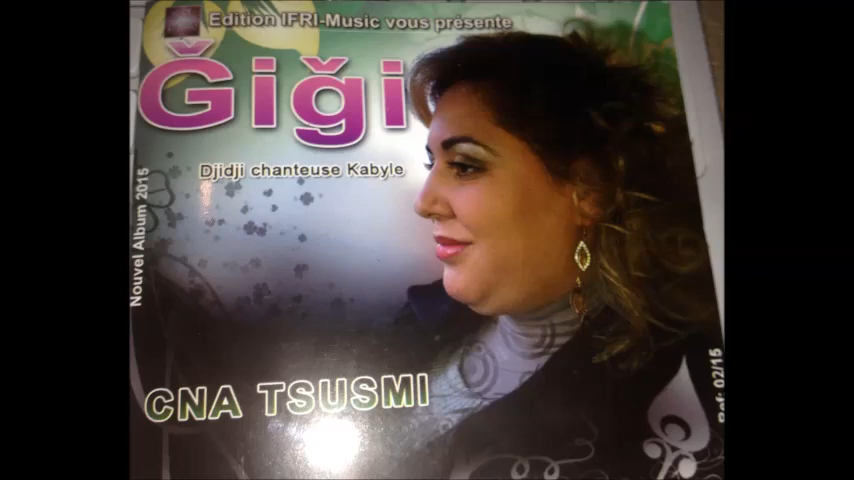 Edition IFRI-Music vous présente
Ğiği
Djidji chanteuse Kabyle
Nouvel Album 2015
CNA TSUSMI
Ref: 02/15